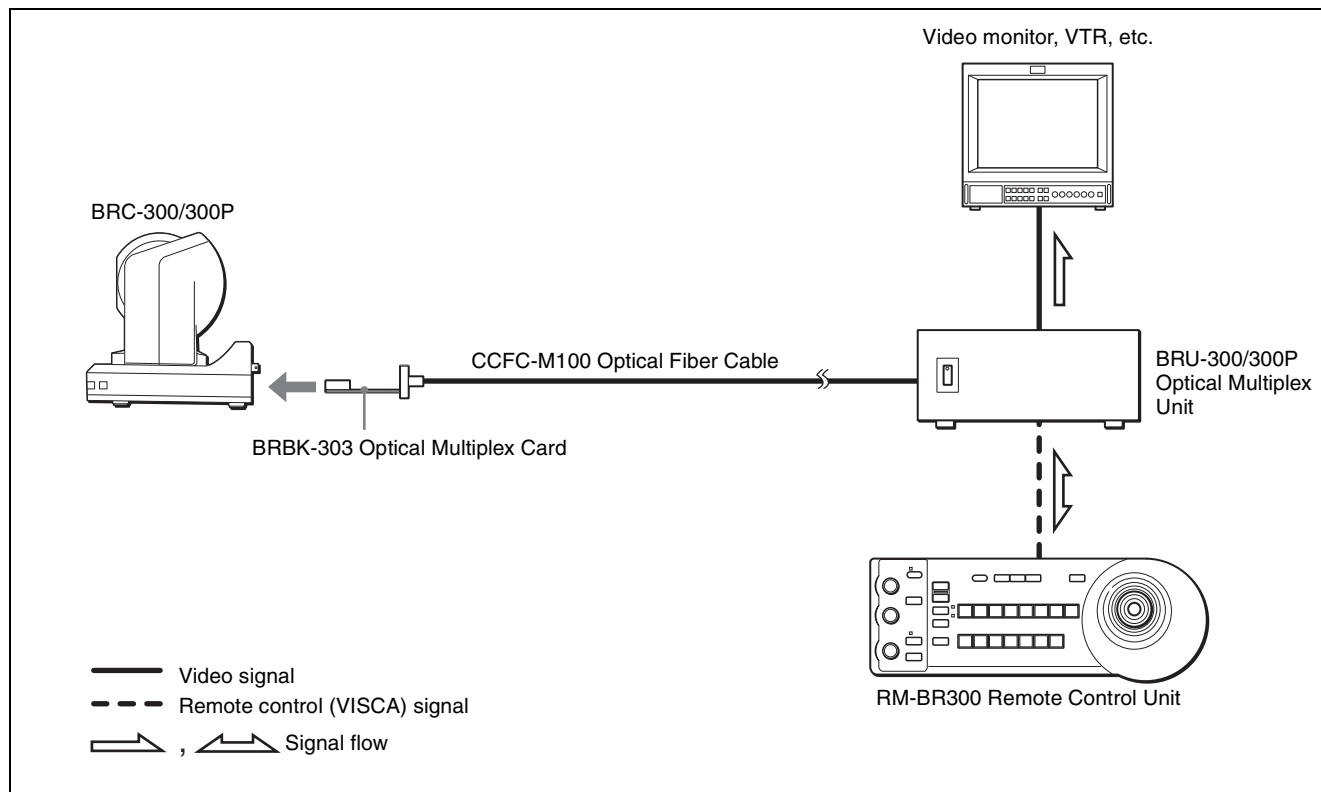 Video monitor, VTR, etc.
BRC-300/300P
CCFC-M100 Optical Fiber Cable
BRU-300/300P
Optical Multiplex
Unit
BRBK-303 Optical Multiplex Card
Video signal
Remote control (VISCA) signal
, Signal flow
RM-BR300 Remote Control Unit